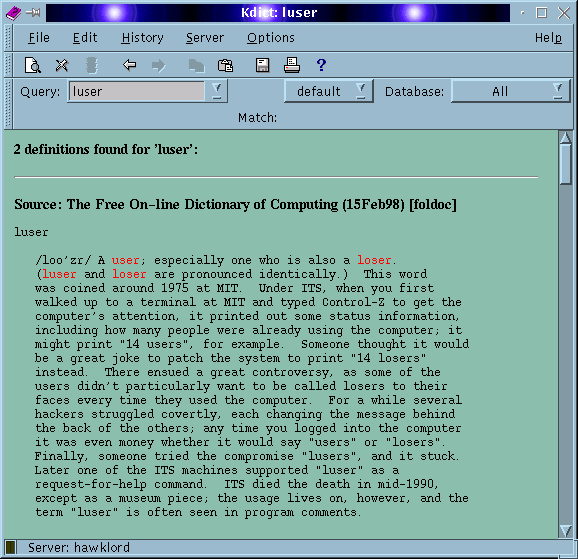 Kdict: luser
File Edit History Server Options Help
?
Query: luser default Database: All
Match:
2 definitions found for 'luser':
Source: The Free On-line Dictionary of Computing (15Feb98) [foldoc]
luser
/loo'zr/ A user; especially one who is also a loser.
(luser and loser are pronounced identically.) This word
was coined around 1975 at MIT. Under ITS, when you first
walked up to a terminal at MIT and typed Control-Z to get the
computer's attention, it printed out some status information,
including how many people were already using the computer; it
might print "14 users", for example. Someone thought it would
be a great joke to patch the system to print "14 losers"
instead. There ensued a great controversy, as some of the
users didn't particularly want to be called losers to their
faces every time they used the computer. For a while several
hackers struggled covertly, each changing the message behind
the back of the others; any time you logged into the computer
it was even money whether it would say "users" or "losers".
Finally, someone tried the compromise "lusers", and it stuck.
Later one of the ITS machines supported "luser" as a
request-for-help command. ITS died the death in mid-1990,
except as a museum piece; the usage lives on, however, and the
term "luser" is often seen in program comments.
Server: hawklord